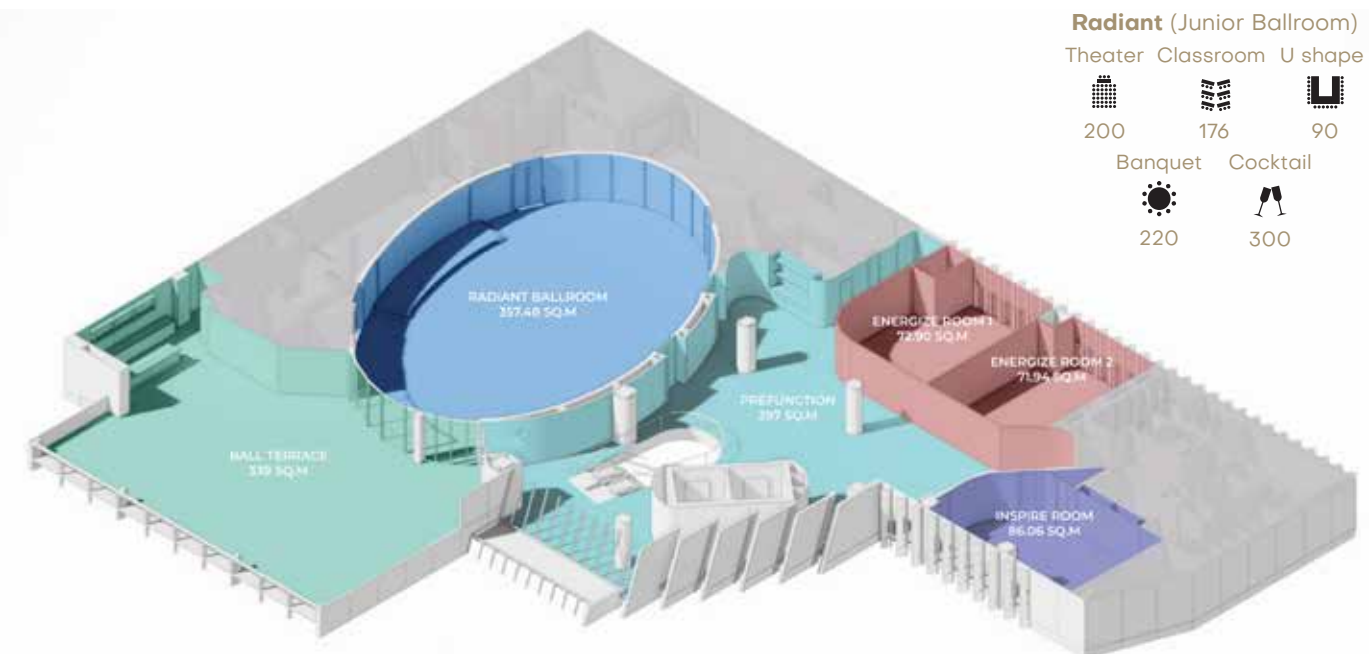 Radiant (Junior Ballroom)
Theater Classroom U shape
200 176 90
Banquet Cocktail
220 300
RADIANT BALLROOM
357.48 SQ.M
ENERGIZE ROOM 1
72.90 SQ.M
ENERGIZE ROOM 2
71.94 SQ.M
PREFUNCTION
397 SQ.M
BALL TERRACE
339 SQ.M
INSPIRE ROOM
86.06 SQ.M